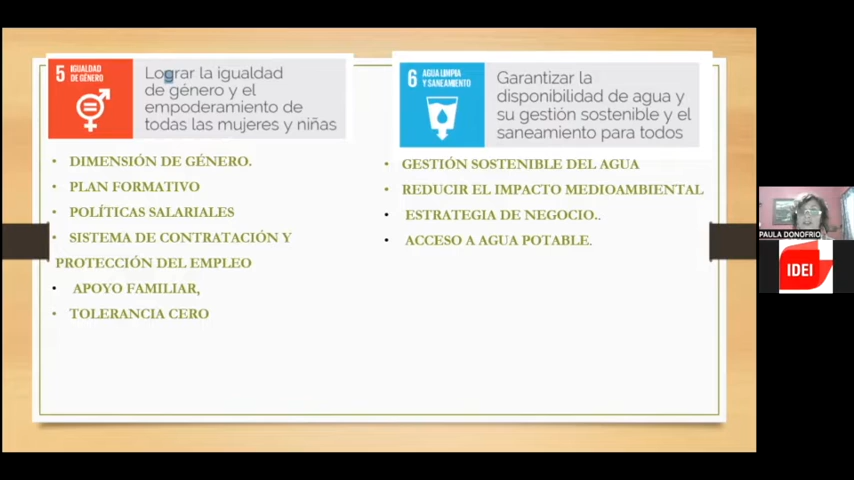 5 IGUALDAD
DE GÉNERO
Lograr la igualdad
de género y el
empoderamiento de
todas las mujeres y niñas
• DIMENSIÓN DE GÉNERO.
• PLAN FORMATIVO
• POLÍTICAS SALARIALES
• SISTEMA DE CONTRATACIÓN Y
PROTECCIÓN DEL EMPLEO
• APOYO FAMILIAR,
• TOLERANCIA CERO
6 AGUA LIMPIA
Y SANEAMIENTO
Garantizar la
disponibilidad de agua y
su gestión sostenible y el
saneamiento para todos
• GESTIÓN SOSTENIBLE DEL AGUA
• REDUCIR EL IMPACTO MEDIOAMBIENTAL
• ESTRATEGIA DE NEGOCIO..
• ACCESO A AGUA POTABLE.
PAULA DONOFRIO
IDEI